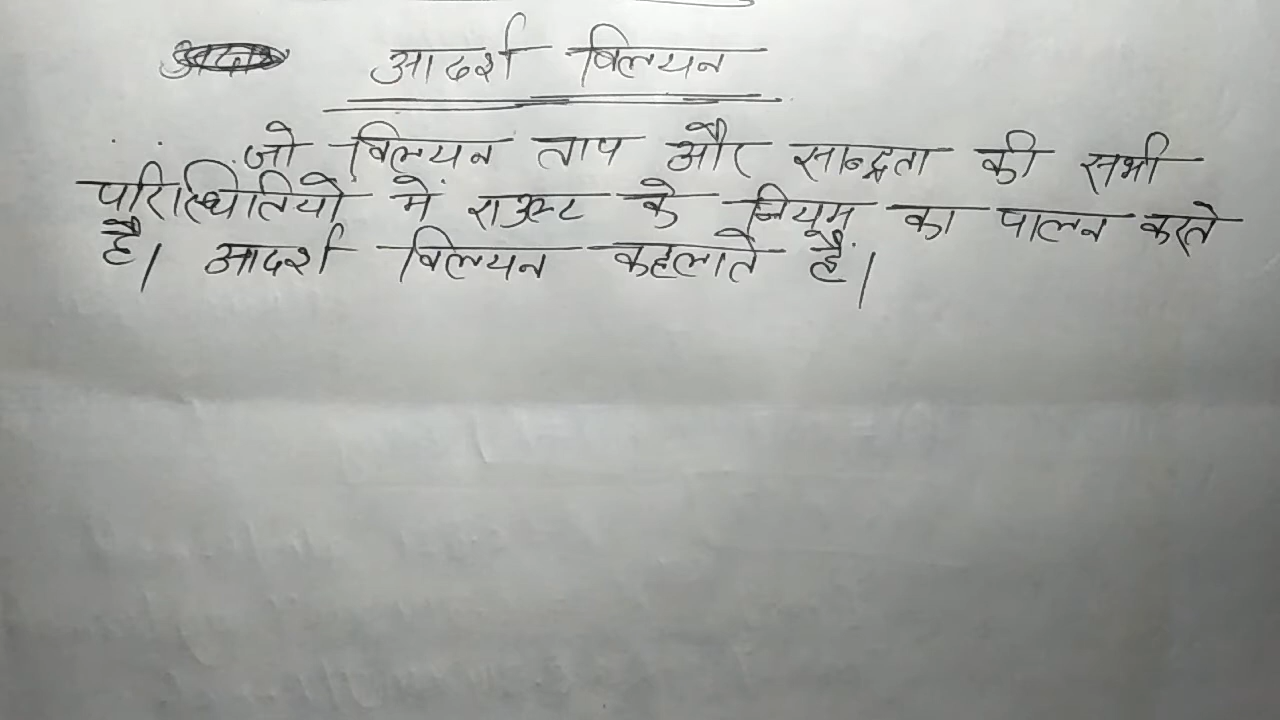 आदर्श विलयन
जो विलयन ताप और सान्द्रता की सभी
परिस्थितियों में राउल्ट के नियम का पालन करते
है। आदर्श विलयन कहलाते हैं।